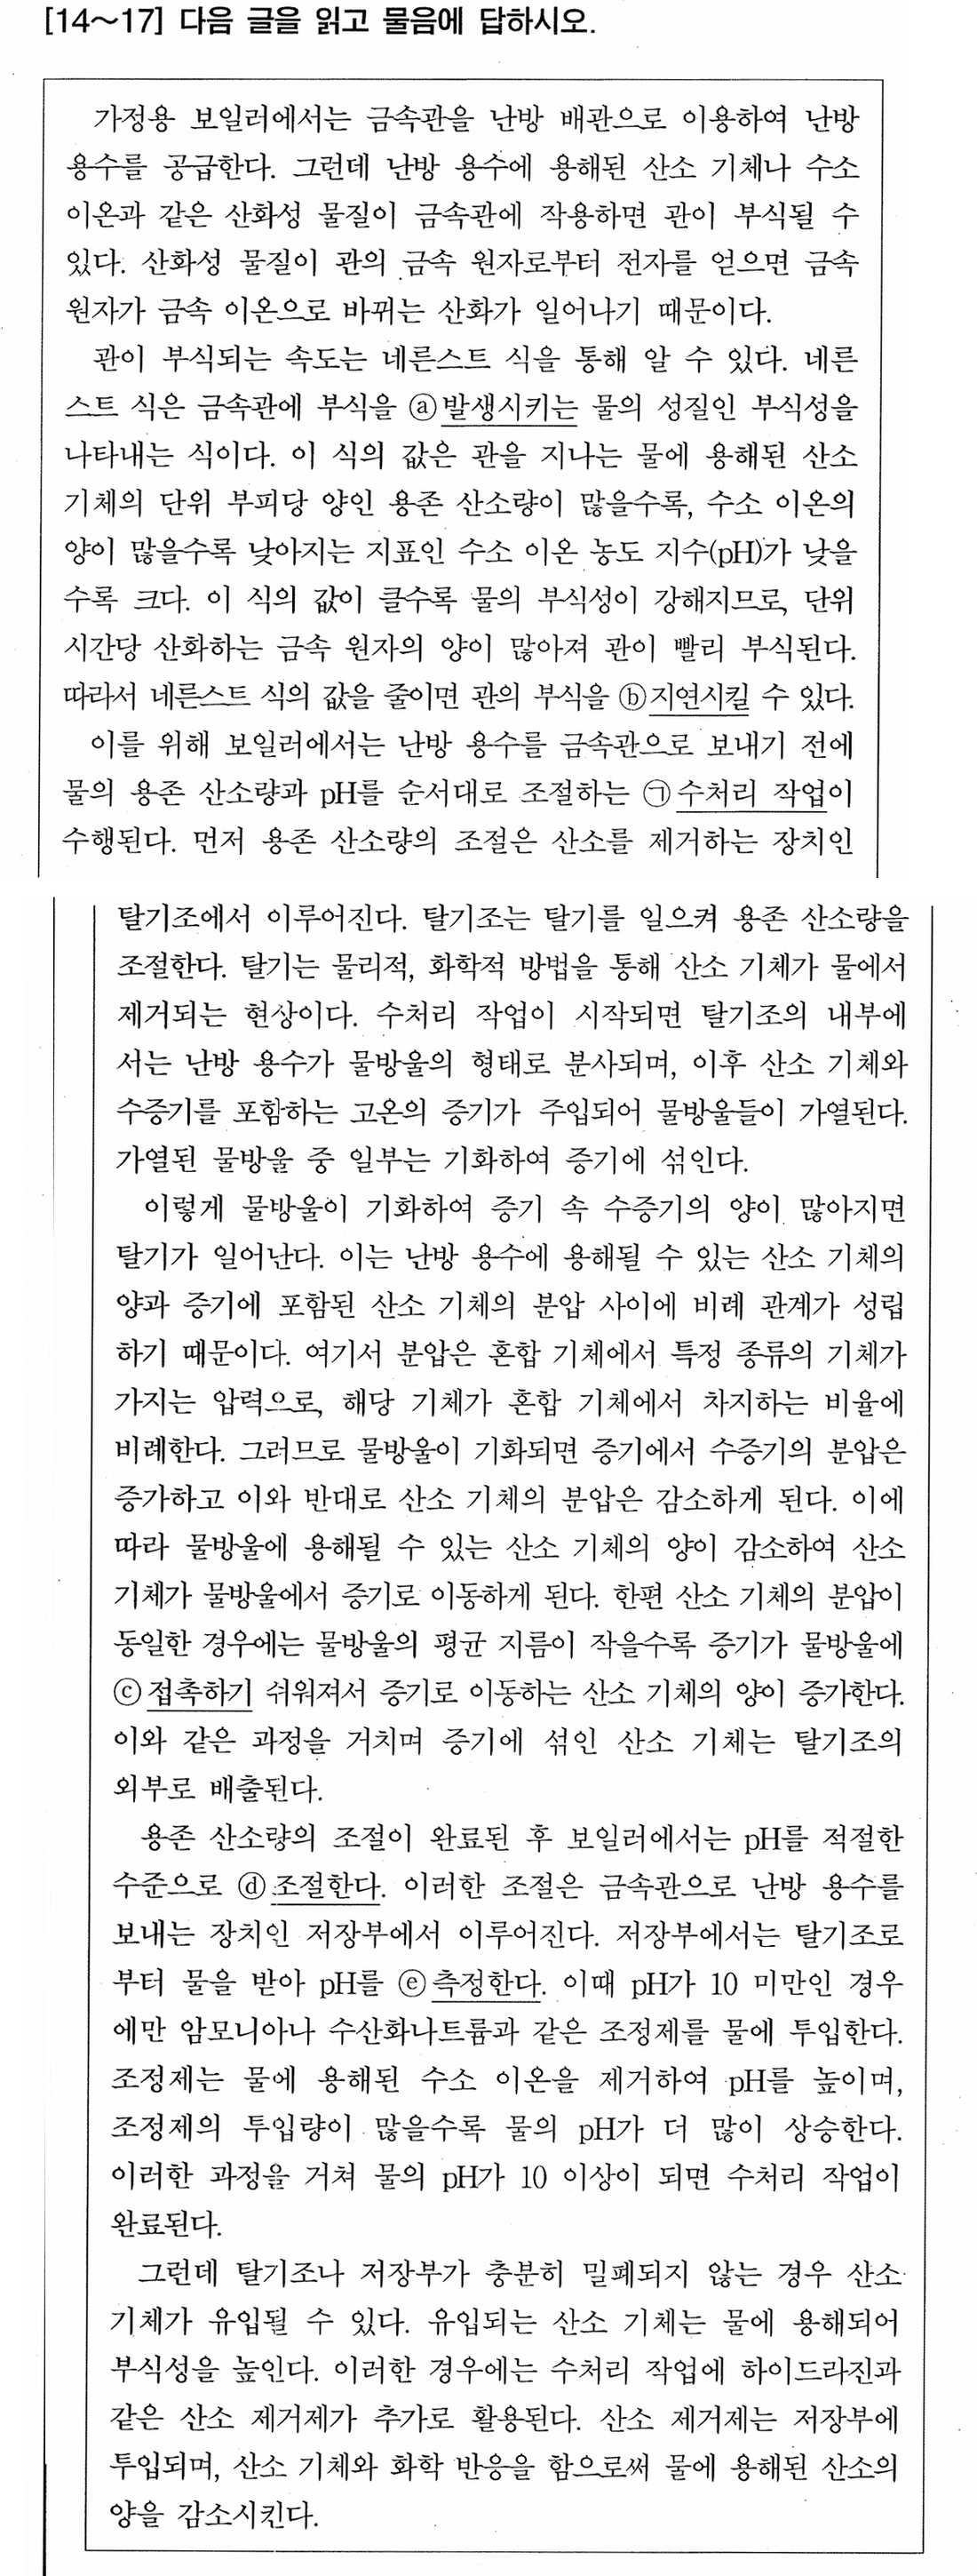 [14～17] 다음 글을 읽고 물음에 답하시오.
가정용 보일러에서는 금속관을 난방 배관으로 이용하여 난방
용수를 공급한다. 그런데 난방 용수에 용해된 산소 기체나 수소
이온과 같은 산화성 물질이 금속관에 작용하면 관이 부식될 수
있다. 산화성 물질이 관의 금속 원자로부터 전자를 얻으면 금속
원자가 금속 이온으로 바뀌는 산화가 일어나기 때문이다.
관이 부식되는 속도는 네른스트 식을 통해 알 수 있다. 네른
스트 식은 금속관에 부식을 ⓐ발생시키는 물의 성질인 부식성을
나타내는 식이다. 이 식의 값은 관을 지나는 물에 용해된 산소
기체의 단위 부피당 양인 용존 산소량이 많을수록, 수소 이온의
양이 많을수록 낮아지는 지표인 수소 이온 농도 지수(pH)가 낮을
수록 크다. 이 식의 값이 클수록 물의 부식성이 강해지므로, 단위
시간당 산화하는 금속 원자의 양이 많아져 관이 빨리 부식된다.
따라서 네른스트 식의 값을 줄이면 관의 부식을 ⓑ지연시킬 수 있다.
이를 위해 보일러에서는 난방 용수를 금속관으로 보내기 전에
물의 용존 산소량과 pH를 순서대로 조절하는 ㉠수처리 작업이
수행된다. 먼저 용존 산소량의 조절은 산소를 제거하는 장치인
탈기조에서 이루어진다. 탈기조는 탈기를 일으켜 용존 산소량을
조절한다. 탈기는 물리적, 화학적 방법을 통해 산소 기체가 물에서
제거되는 현상이다. 수처리 작업이 시작되면 탈기조의 내부에
서는 난방 용수가 물방울의 형태로 분사되며, 이후 산소 기체와
수증기를 포함하는 고온의 증기가 주입되어 물방울들이 가열된다.
가열된 물방울 중 일부는 기화하여 증기에 섞인다.
이렇게 물방울이 기화하여 증기 속 수증기의 양이 많아지면
탈기가 일어난다. 이는 난방 용수에 용해될 수 있는 산소 기체의
양과 증기에 포함된 산소 기체의 분압 사이에 비례 관계가 성립
하기 때문이다. 여기서 분압은 혼합 기체에서 특정 종류의 기체가
가지는 압력으로, 해당 기체가 혼합 기체에서 차지하는 비율에
비례한다. 그러므로 물방울이 기화되면 증기에서 수증기의 분압은
증가하고 이와 반대로 산소 기체의 분압은 감소하게 된다. 이에
따라 물방울에 용해될 수 있는 산소 기체의 양이 감소하여 산소
기체가 물방울에서 증기로 이동하게 된다. 한편 산소 기체의 분압이
동일한 경우에는 물방울의 평균 지름이 작을수록 증기가 물방울에
ⓒ접촉하기 쉬워져서 증기로 이동하는 산소 기체의 양이 증가한다.
이와 같은 과정을 거치며 증기에 섞인 산소 기체는 탈기조의
외부로 배출된다.
용존 산소량의 조절이 완료된 후 보일러에서는 pH를 적절한
수준으로 ⓓ조절한다. 이러한 조절은 금속관으로 난방 용수를
보내는 장치인 저장부에서 이루어진다. 저장부에서는 탈기조로
부터 물을 받아 pH를 ⓔ측정한다. 이때 pH가 10 미만인 경우
에만 암모니아나 수산화나트륨과 같은 조정제를 물에 투입한다.
조정제는 물에 용해된 수소 이온을 제거하여 pH를 높이며,
조정제의 투입량이 많을수록 물의 pH가 더 많이 상승한다.
이러한 과정을 거쳐 물의 pH가 10 이상이 되면 수처리 작업이
완료된다.
그런데 탈기조나 저장부가 충분히 밀폐되지 않는 경우 산소
기체가 유입될 수 있다. 유입되는 산소 기체는 물에 용해되어
부식성을 높인다. 이러한 경우에는 수처리 작업에 하이드라진과
같은 산소 제거제가 추가로 활용된다. 산소 제거제는 저장부에
투입되며, 산소 기체와 화학 반응을 함으로써 물에 용해된 산소의
양을 감소시킨다.